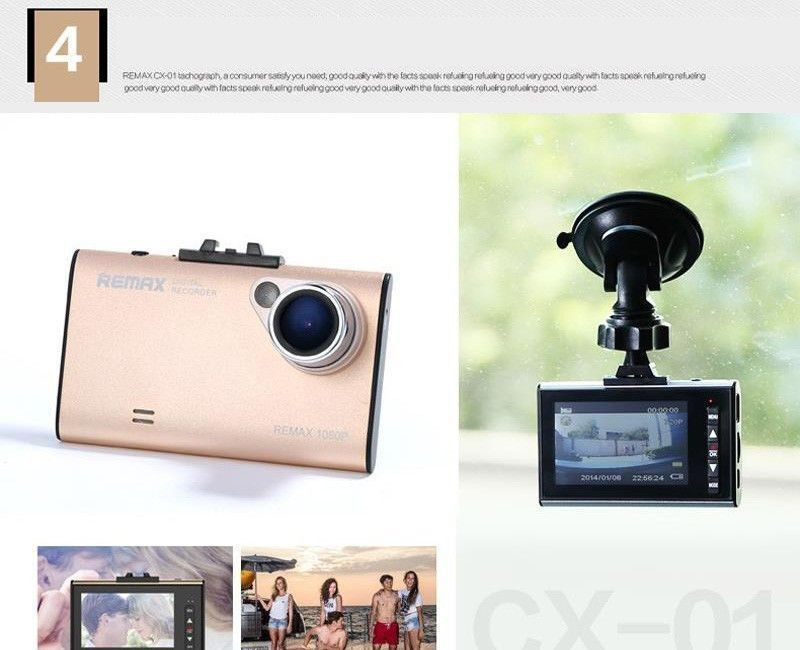 4
REMAX CX-01 tachograph, a consumer satisfy you need, good quality with the facts speak refueling refueling good very good quality with facts speak refueling refueling
good very good quality with facts speak refueling refueling good very good quality with the facts speak refueling refueling good, very good
REMAX DIGITAL
RECORDER
REMAX 1080P
00:00:00
MENU
OK
MODE
2014/01/06 22:56:24
CX-01